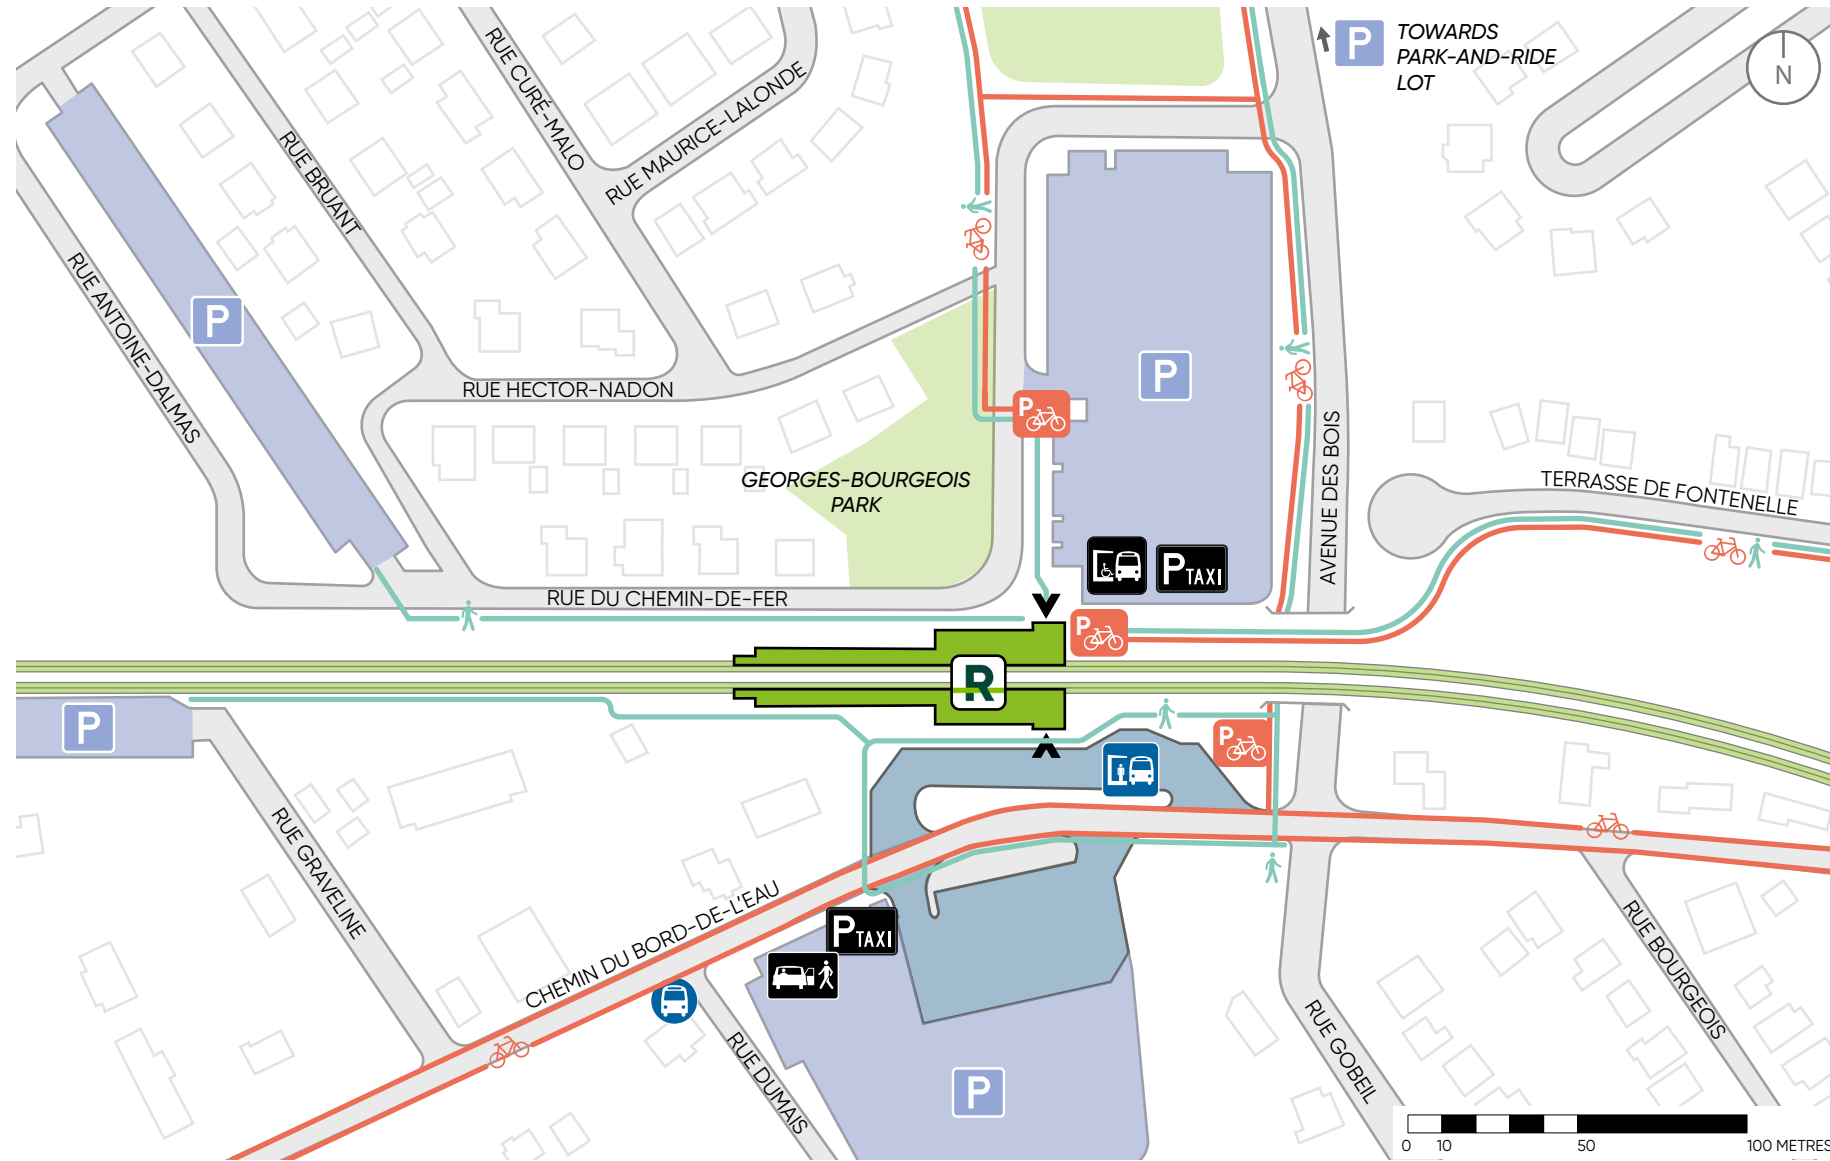 TOWARDS
PARK-AND-RIDE
LOT
P
N
RUE CURÉ-MALO
RUE MAURICE-LALONDE
RUE BRUANT
RUE ANTOINE-DALMAS
P
P
RUE HECTOR-NADON
P
AVENUE DES BOIS
GEORGES-BOURGEOIS
PARK
TERRASSE DE FONTENELLE
P TAXI
RUE DU CHEMIN-DE-FER
P
R
P
P
RUE GRAVELINE
CHEMIN DU BORD-DE-L'EAU
P TAXI
RUE DUMAIS
P
RUE GOBEIL
RUE BOURGEOIS
0 10 50 100 METRES